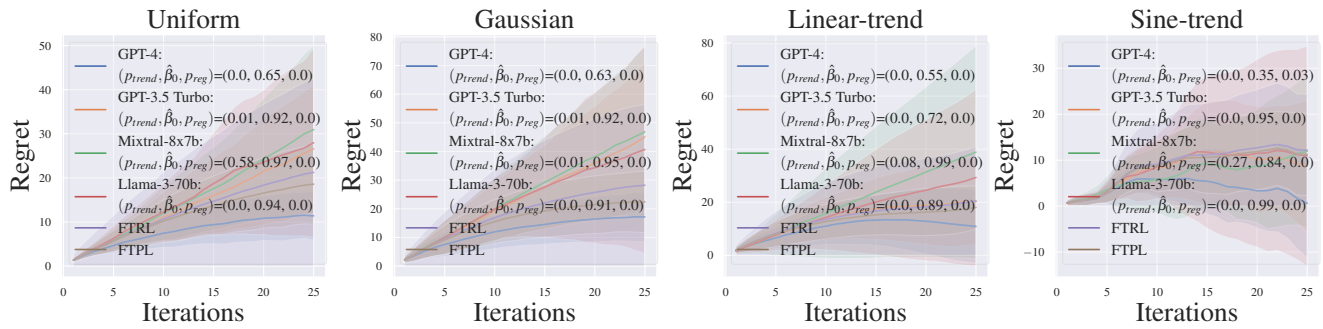 Uniform
Regret
50
40
30
20
10
0
GPT-4:
(p_trend, β̂_0, p_reg)=(0.0, 0.65, 0.0)
GPT-3.5 Turbo:
(p_trend, β̂_0, p_reg)=(0.01, 0.92, 0.0)
Mixtral-8x7b:
(p_trend, β̂_0, p_reg)=(0.58, 0.97, 0.0)
Llama-3-70b:
(p_trend, β̂_0, p_reg)=(0.0, 0.94, 0.0)
FTRL
FTPL
0 5 10 15 20 25
Iterations
Gaussian
Regret
80
70
60
50
40
30
20
10
0
GPT-4:
(p_trend, β̂_0, p_reg)=(0.0, 0.63, 0.0)
GPT-3.5 Turbo:
(p_trend, β̂_0, p_reg)=(0.01, 0.92, 0.0)
Mixtral-8x7b:
(p_trend, β̂_0, p_reg)=(0.01, 0.95, 0.0)
Llama-3-70b:
(p_trend, β̂_0, p_reg)=(0.0, 0.91, 0.0)
FTRL
FTPL
0 5 10 15 20 25
Iterations
Linear-trend
Regret
80
60
40
20
0
GPT-4:
(p_trend, β̂_0, p_reg)=(0.0, 0.55, 0.0)
GPT-3.5 Turbo:
(p_trend, β̂_0, p_reg)=(0.0, 0.72, 0.0)
Mixtral-8x7b:
(p_trend, β̂_0, p_reg)=(0.08, 0.99, 0.0)
Llama-3-70b:
(p_trend, β̂_0, p_reg)=(0.0, 0.89, 0.0)
FTRL
FTPL
0 5 10 15 20 25
Iterations
Sine-trend
Regret
30
20
10
0
−10
GPT-4:
(p_trend, β̂_0, p_reg)=(0.0, 0.35, 0.03)
GPT-3.5 Turbo:
(p_trend, β̂_0, p_reg)=(0.0, 0.95, 0.0)
Mixtral-8x7b:
(p_trend, β̂_0, p_reg)=(0.27, 0.84, 0.0)
Llama-3-70b:
(p_trend, β̂_0, p_reg)=(0.0, 0.99, 0.0)
FTRL
FTPL
0 5 10 15 20 25
Iterations